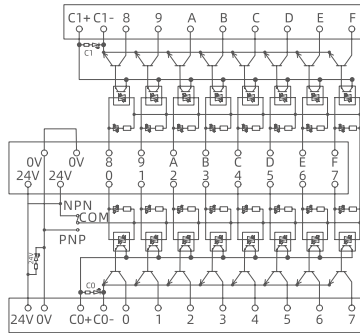 C1+ C1- 8 9 A B C D E F
C1
0V 0V 8 9 A B C D E F
24V 24V 0 1 2 3 4 5 6 7
NPN
COM
PNP
24V
C0
24V 0V C0+ C0- 0 1 2 3 4 5 6 7